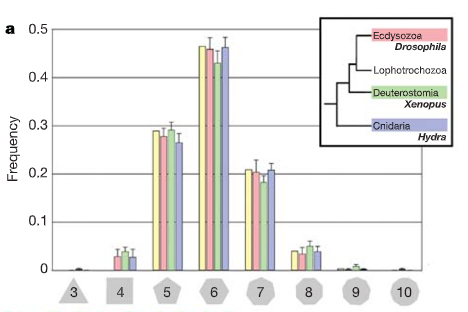 a
0.5
0.4
0.3
0.2
0.1
0
Frequency
3 4 5 6 7 8 9 10
Ecdysozoa
Drosophila
Lophotrochozoa
Deuterostomia
Xenopus
Cnidaria
Hydra